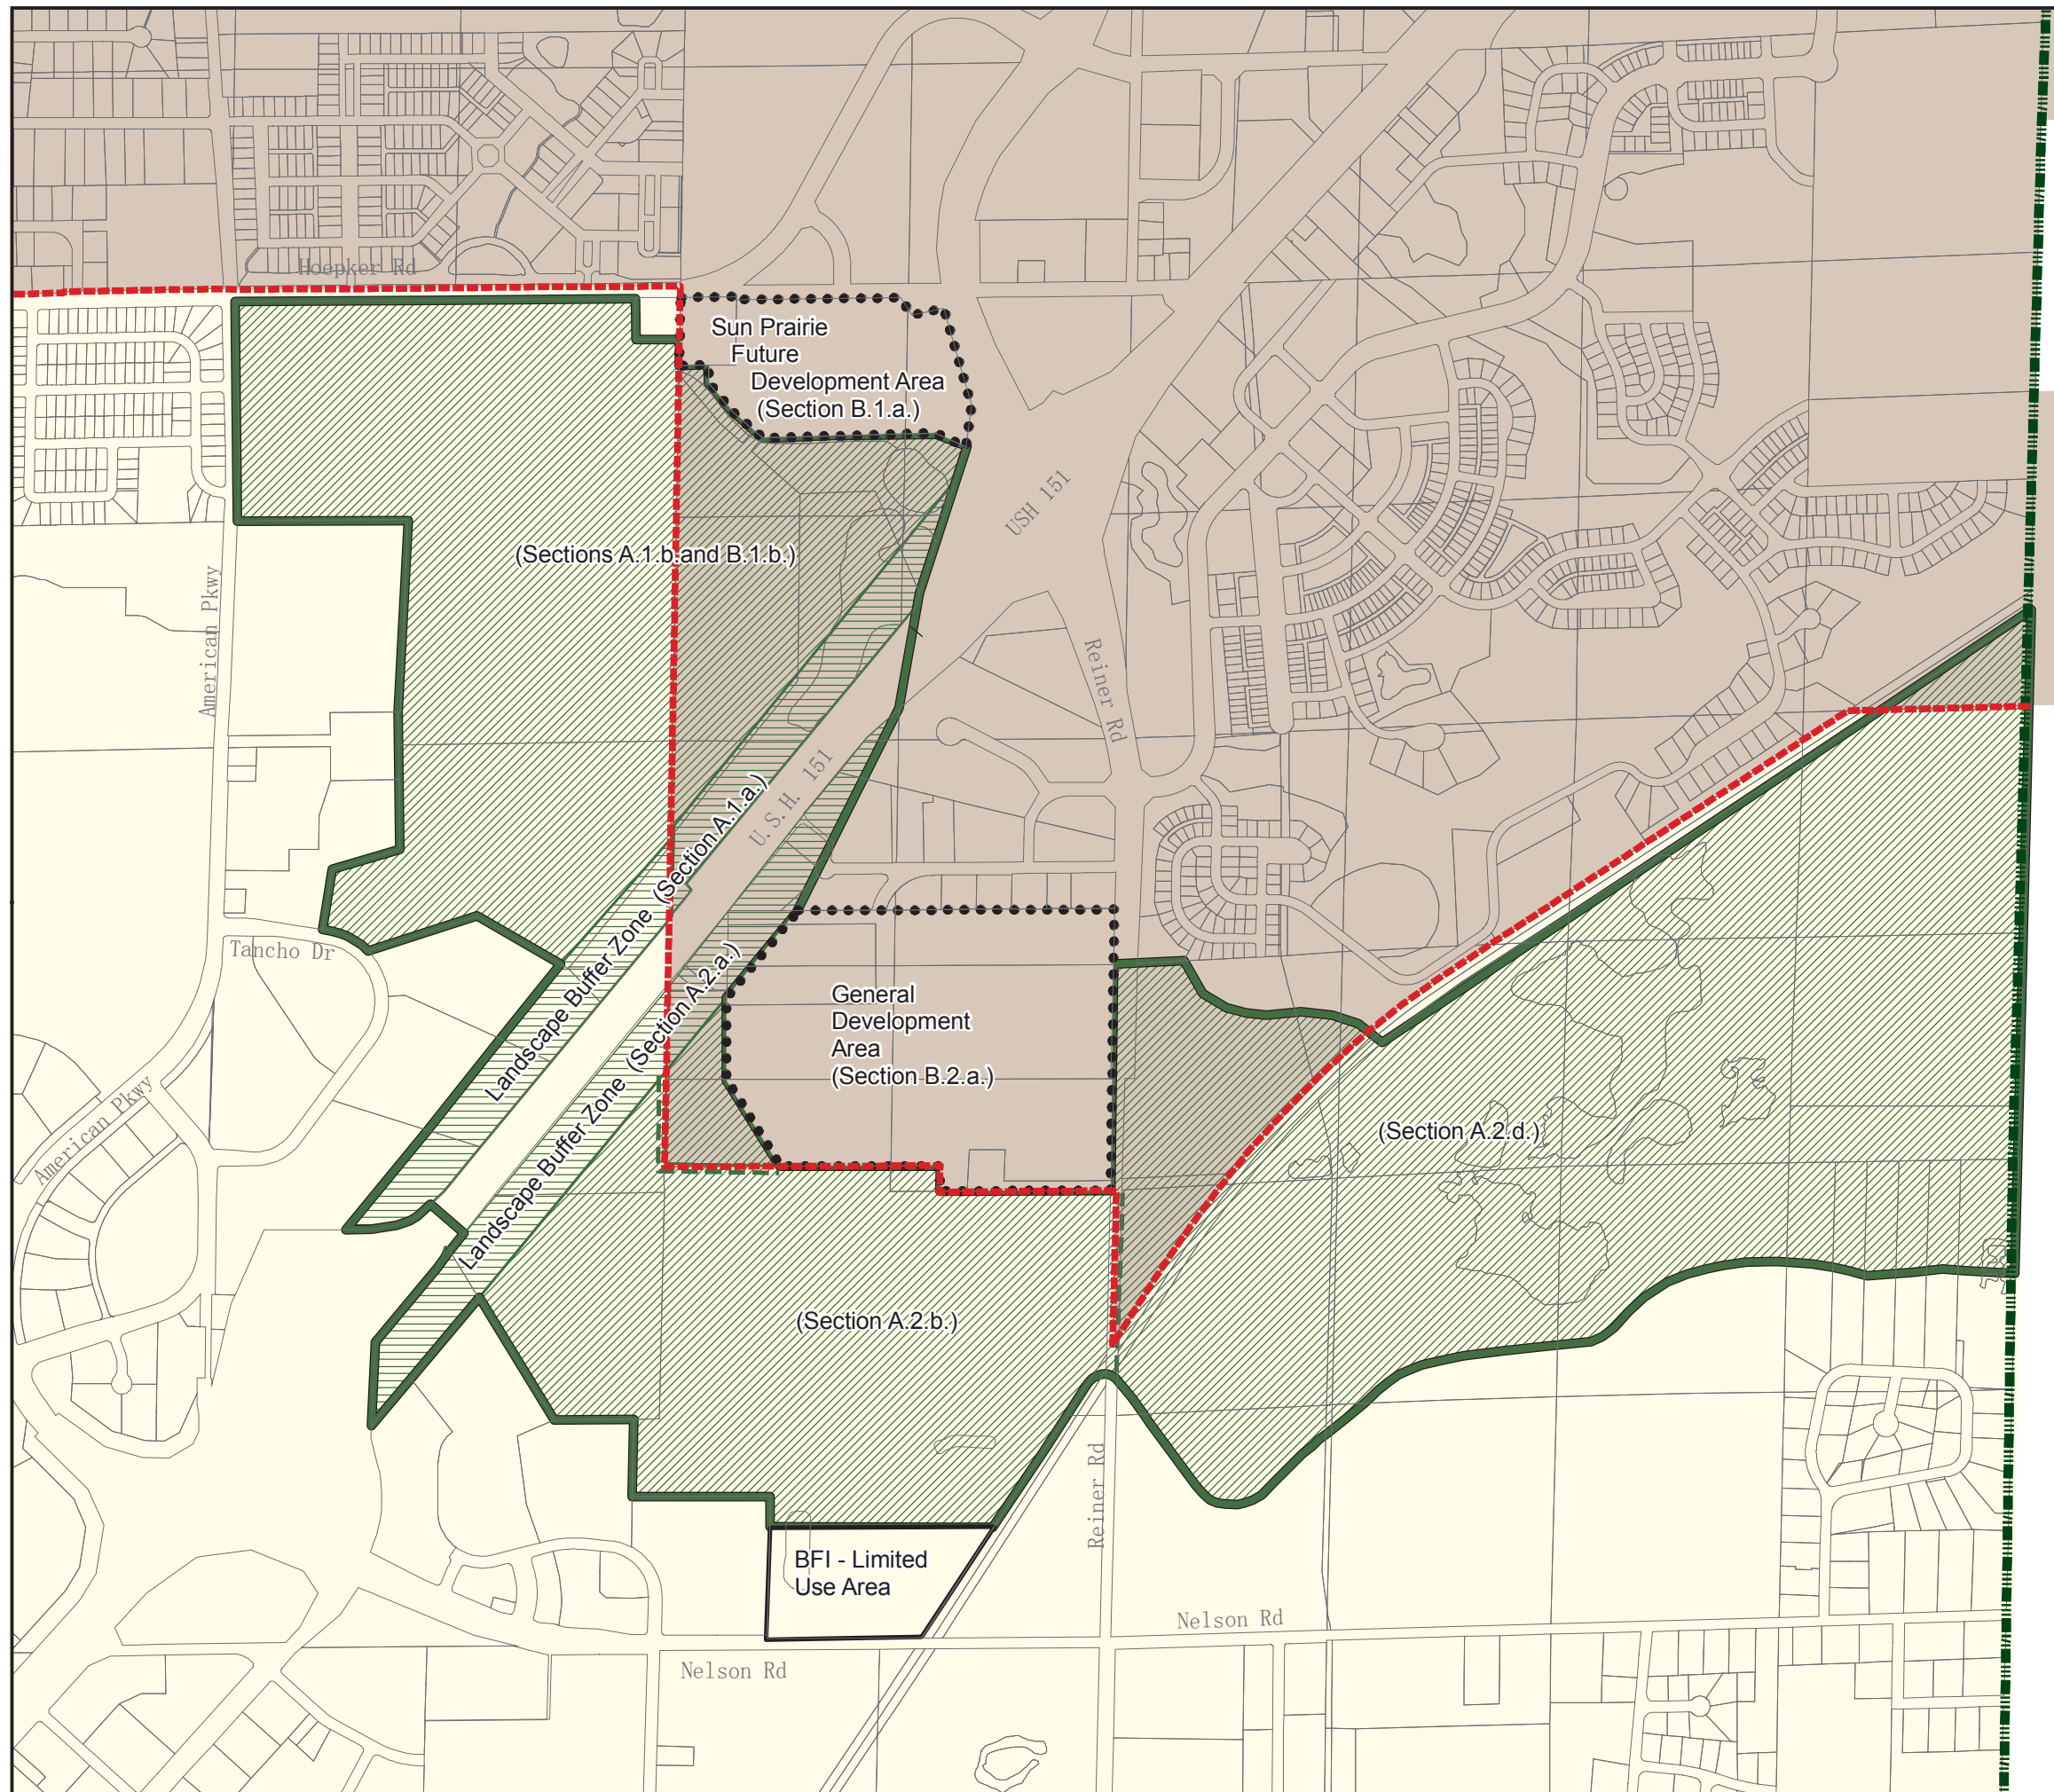 Hoepker Rd
Sun Prairie
Future
Development Area
(Section B.1.a.)
USH 151
(Sections A.1.b.and B.1.b.)
American Pkwy
Reiner Rd
U.S.H. 151
Landscape Buffer Zone (Section A.1.a.)
Tancho Dr
Landscape Buffer Zone (Section A.2.a.)
General
Development
Area
(Section B.2.a.)
American Pkwy
(Section A.2.d.)
(Section A.2.b.)
Reiner Rd
BFI - Limited
Use Area
Nelson Rd
Nelson Rd